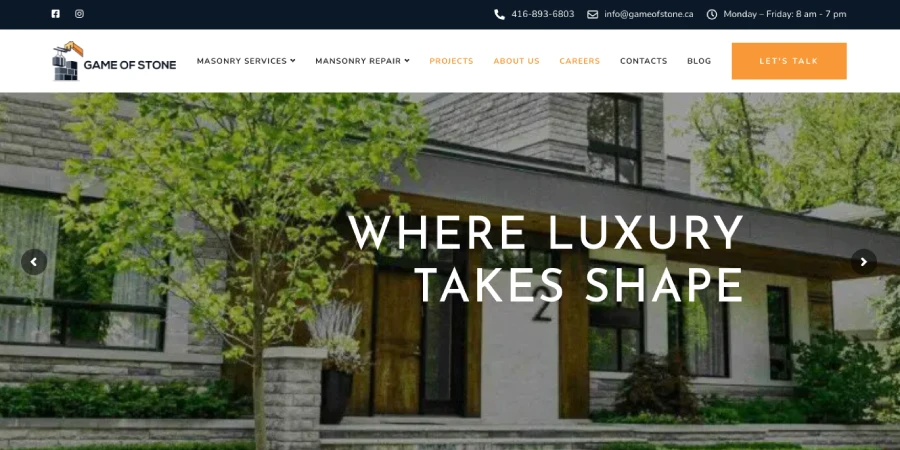 416-893-6803 info@gameofstone.ca Monday – Friday: 8 am - 7 pm
GAME OF STONE MASONRY SERVICES MANSONRY REPAIR PROJECTS ABOUT US CAREERS CONTACTS BLOG LET'S TALK
WHERE LUXURY
TAKES SHAPE
2